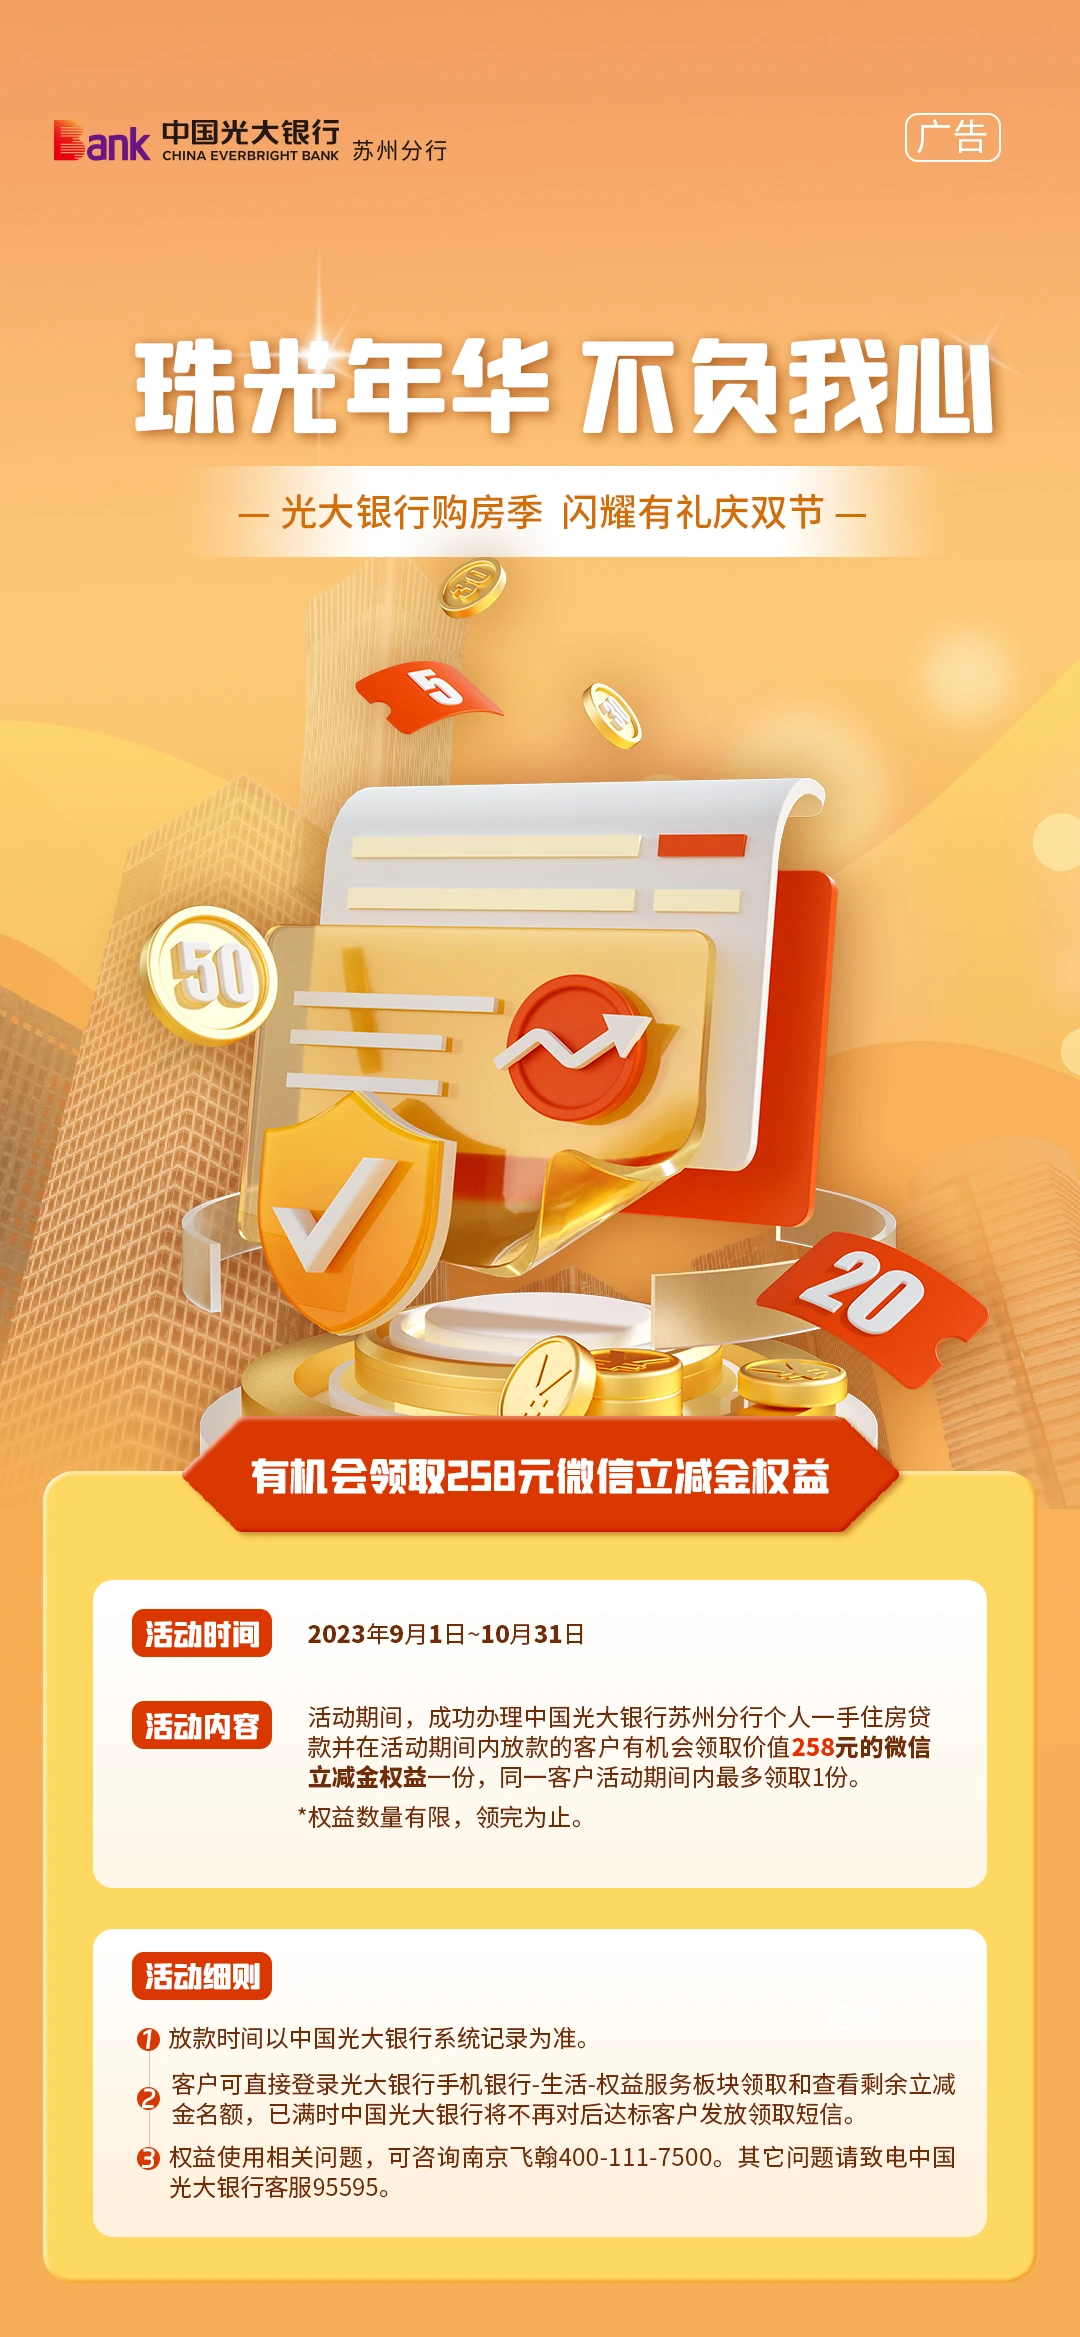 Bank 中国光大银行 CHINA EVERBRIGHT BANK 苏州分行
广告
珠光年华 不负我心
— 光大银行购房季 闪耀有礼庆双节 —
5
50
20
有机会领取258元微信立减金权益
活动时间
2023年9月1日~10月31日
活动内容
活动期间，成功办理中国光大银行苏州分行个人一手住房贷
款并在活动期间内放款的客户有机会领取价值258元的微信
立减金权益一份，同一客户活动期间内最多领取1份。
*权益数量有限，领完为止。
活动细则
1 放款时间以中国光大银行系统记录为准。
2 客户可直接登录光大银行手机银行-生活-权益服务板块领取和查看剩余立减
金名额，已满时中国光大银行将不再对后达标客户发放领取短信。
3 权益使用相关问题，可咨询南京飞翰400-111-7500。其它问题请致电中国
光大银行客服95595。